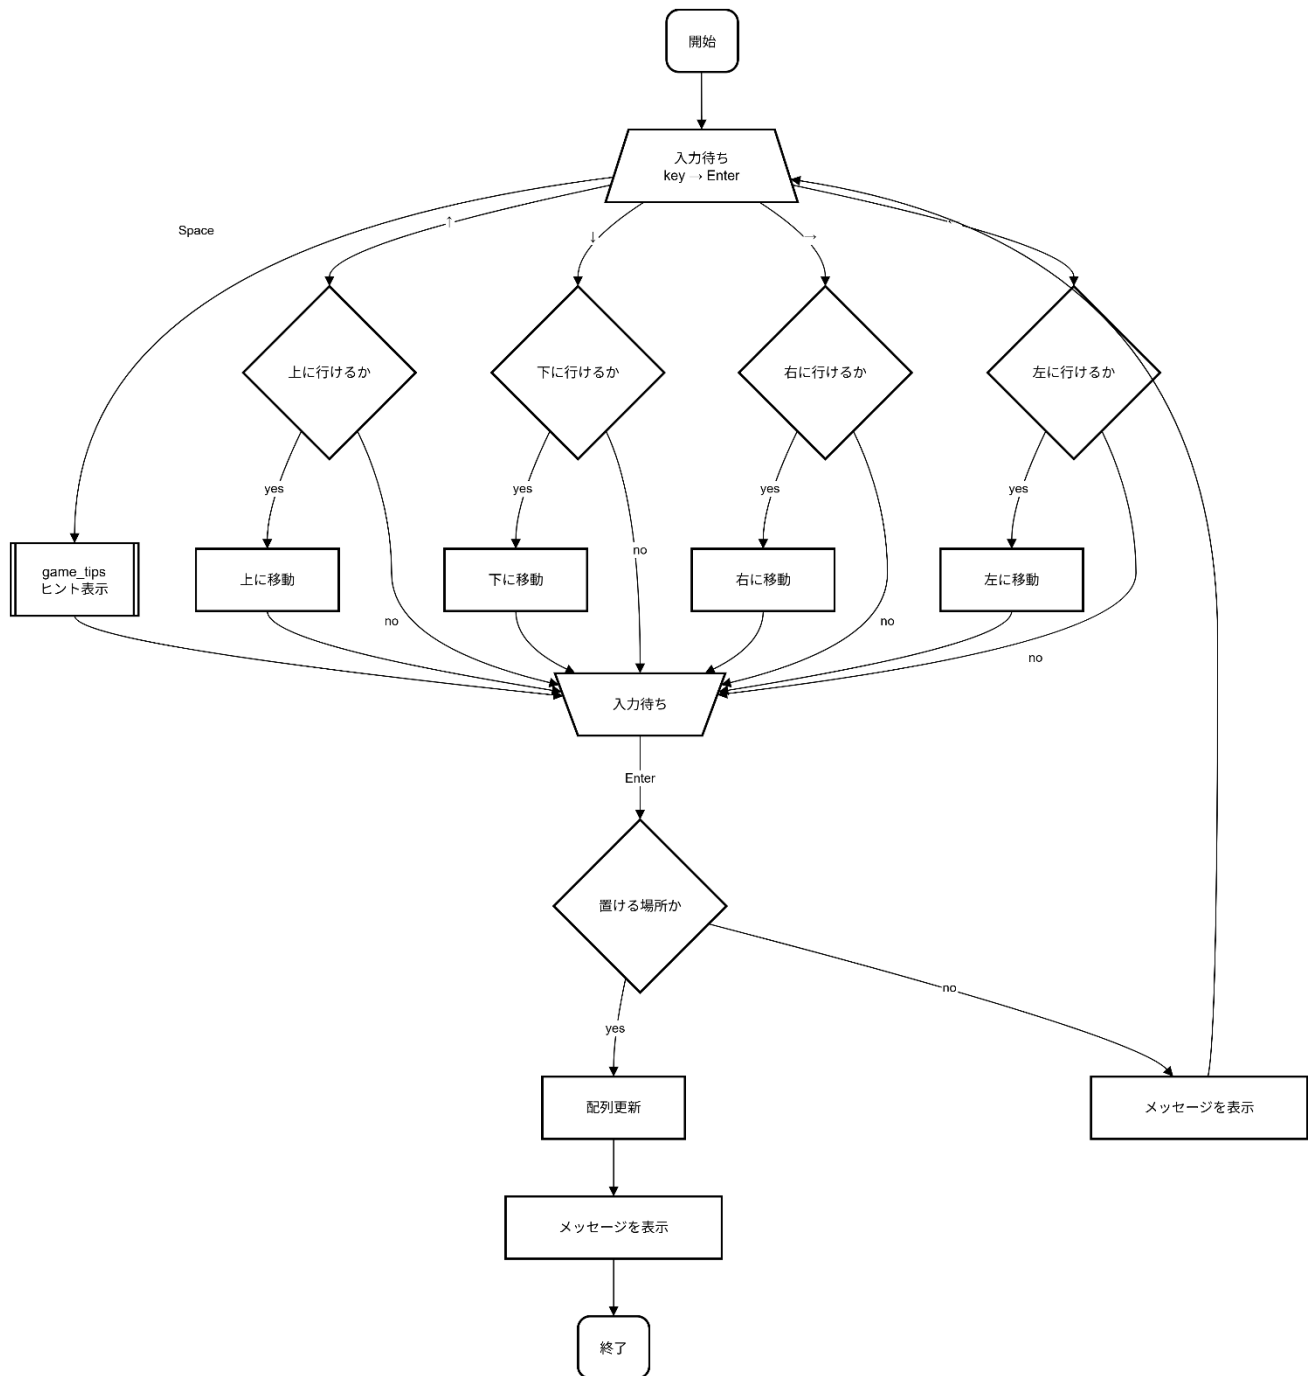 開始
入力待ち
key → Enter
Space
↑
↓
→
上に行けるか
下に行けるか
右に行けるか
左に行けるか
yes
yes
yes
yes
no
game_tips
ヒント表示
上に移動
下に移動
右に移動
左に移動
no
no
no
入力待ち
Enter
置ける場所か
no
yes
配列更新
メッセージを表示
メッセージを表示
終了